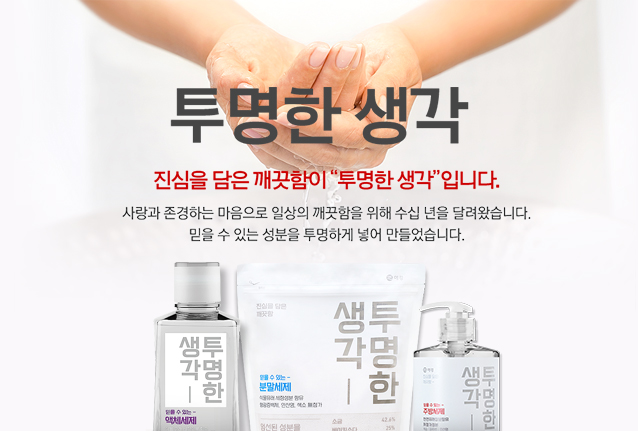 투명한 생각
진심을 담은 깨끗함이 “투명한 생각”입니다.
사랑과 존경하는 마음으로 일상의 깨끗함을 위해 수십 년을 달려왔습니다.
믿을 수 있는 성분을 투명하게 넣어 만들었습니다.
투명한
생각
믿을 수 있는
액체세제
진심을 담은
깨끗함
투명한
생각
믿을 수 있는
분말세제
소금
42.6%
투명한
생각
믿을 수 있는
주방세제